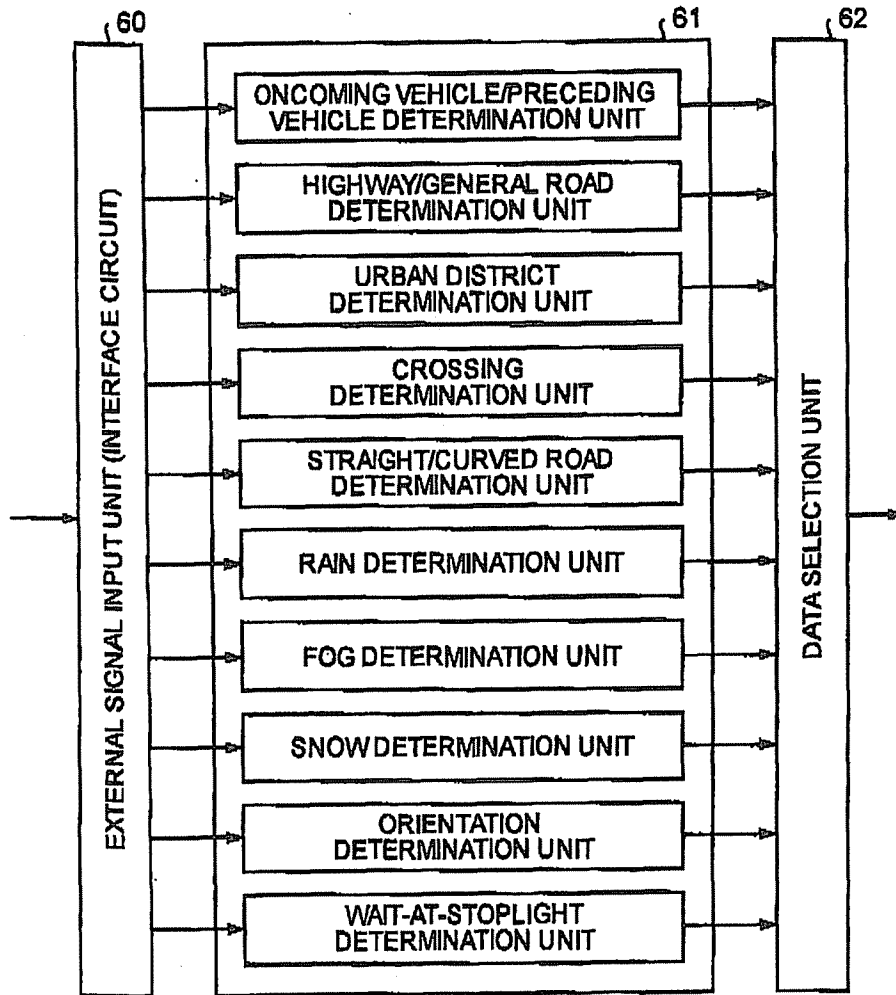 60
61
62
EXTERNAL SIGNAL INPUT UNIT (INTERFACE CIRCUIT)
ONCOMING VEHICLE/PRECEDING
VEHICLE DETERMINATION UNIT
HIGHWAY/GENERAL ROAD
DETERMINATION UNIT
URBAN DISTRICT
DETERMINATION UNIT
CROSSING
DETERMINATION UNIT
STRAIGHT/CURVED ROAD
DETERMINATION UNIT
RAIN DETERMINATION UNIT
FOG DETERMINATION UNIT
SNOW DETERMINATION UNIT
ORIENTATION
DETERMINATION UNIT
WAIT-AT-STOPLIGHT
DETERMINATION UNIT
DATA SELECTION UNIT